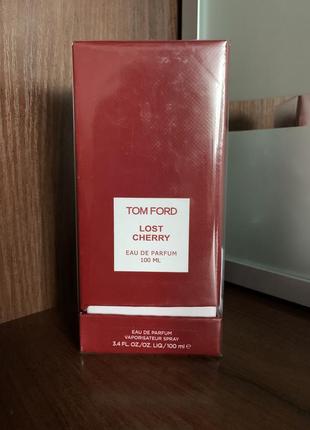 TOM FORD
LOST
CHERRY
EAU DE PARFUM
100 ML
EAU DE PARFUM
VAPORISATEUR SPRAY
3.4 FL. OZ./OZ. LIQ./100 ml ℮